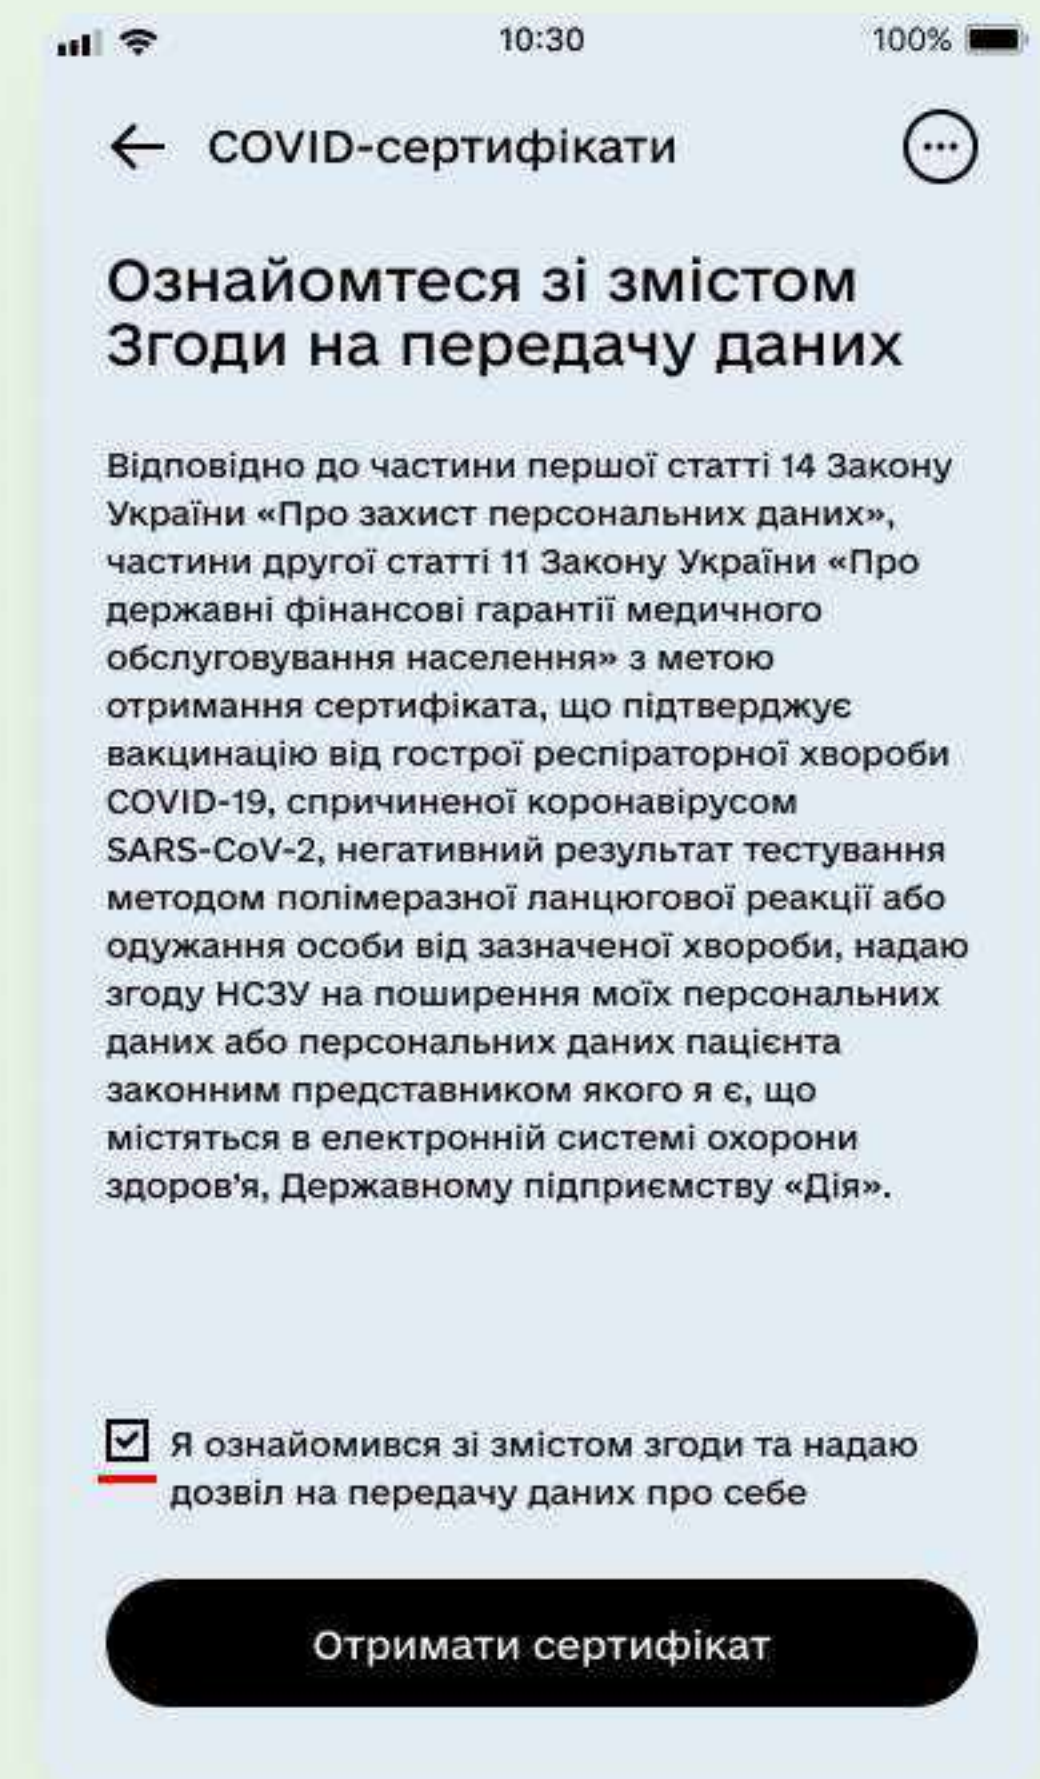 10:30
100%
COVID-сертифікати
Ознайомтеся зі змістом
Згоди на передачу даних
Відповідно до частини першої статті 14 Закону
України «Про захист персональних даних»,
частини другої статті 11 Закону України «Про
державні фінансові гарантії медичного
обслуговування населення» з метою
отримання сертифіката, що підтверджує
вакцинацію від гострої респіраторної хвороби
COVID-19, спричиненої коронавірусом
SARS-CoV-2, негативний результат тестування
методом полімеразної ланцюгової реакції або
одужання особи від зазначеної хвороби, надаю
згоду НСЗУ на поширення моїх персональних
даних або персональних даних пацієнта
законним представником якого я є, що
містяться в електронній системі охорони
здоров’я, Державному підприємству «Дія».
Я ознайомився зі змістом згоди та надаю
дозвіл на передачу даних про себе
Отримати сертифікат